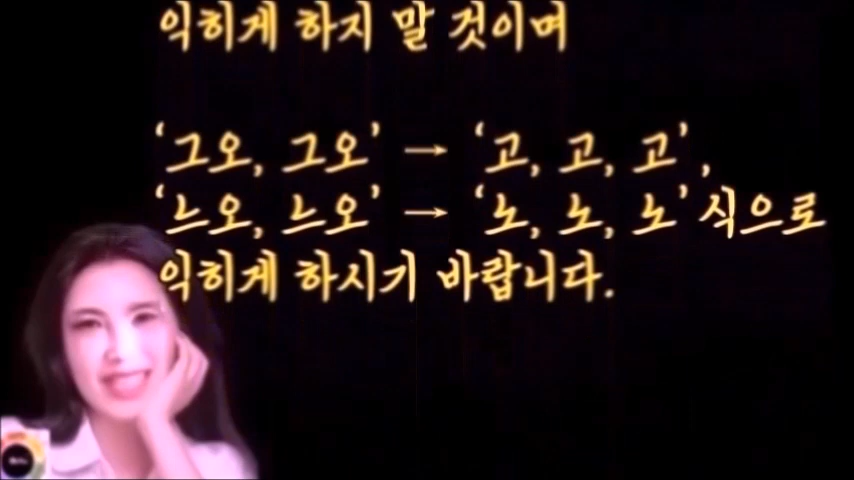 익히게 하지 말 것이며
‘그오, 그오’ → ‘고, 고, 고’,
‘느오, 느오’ → ‘노, 노, 노’ 식으로
익히게 하시기 바랍니다.